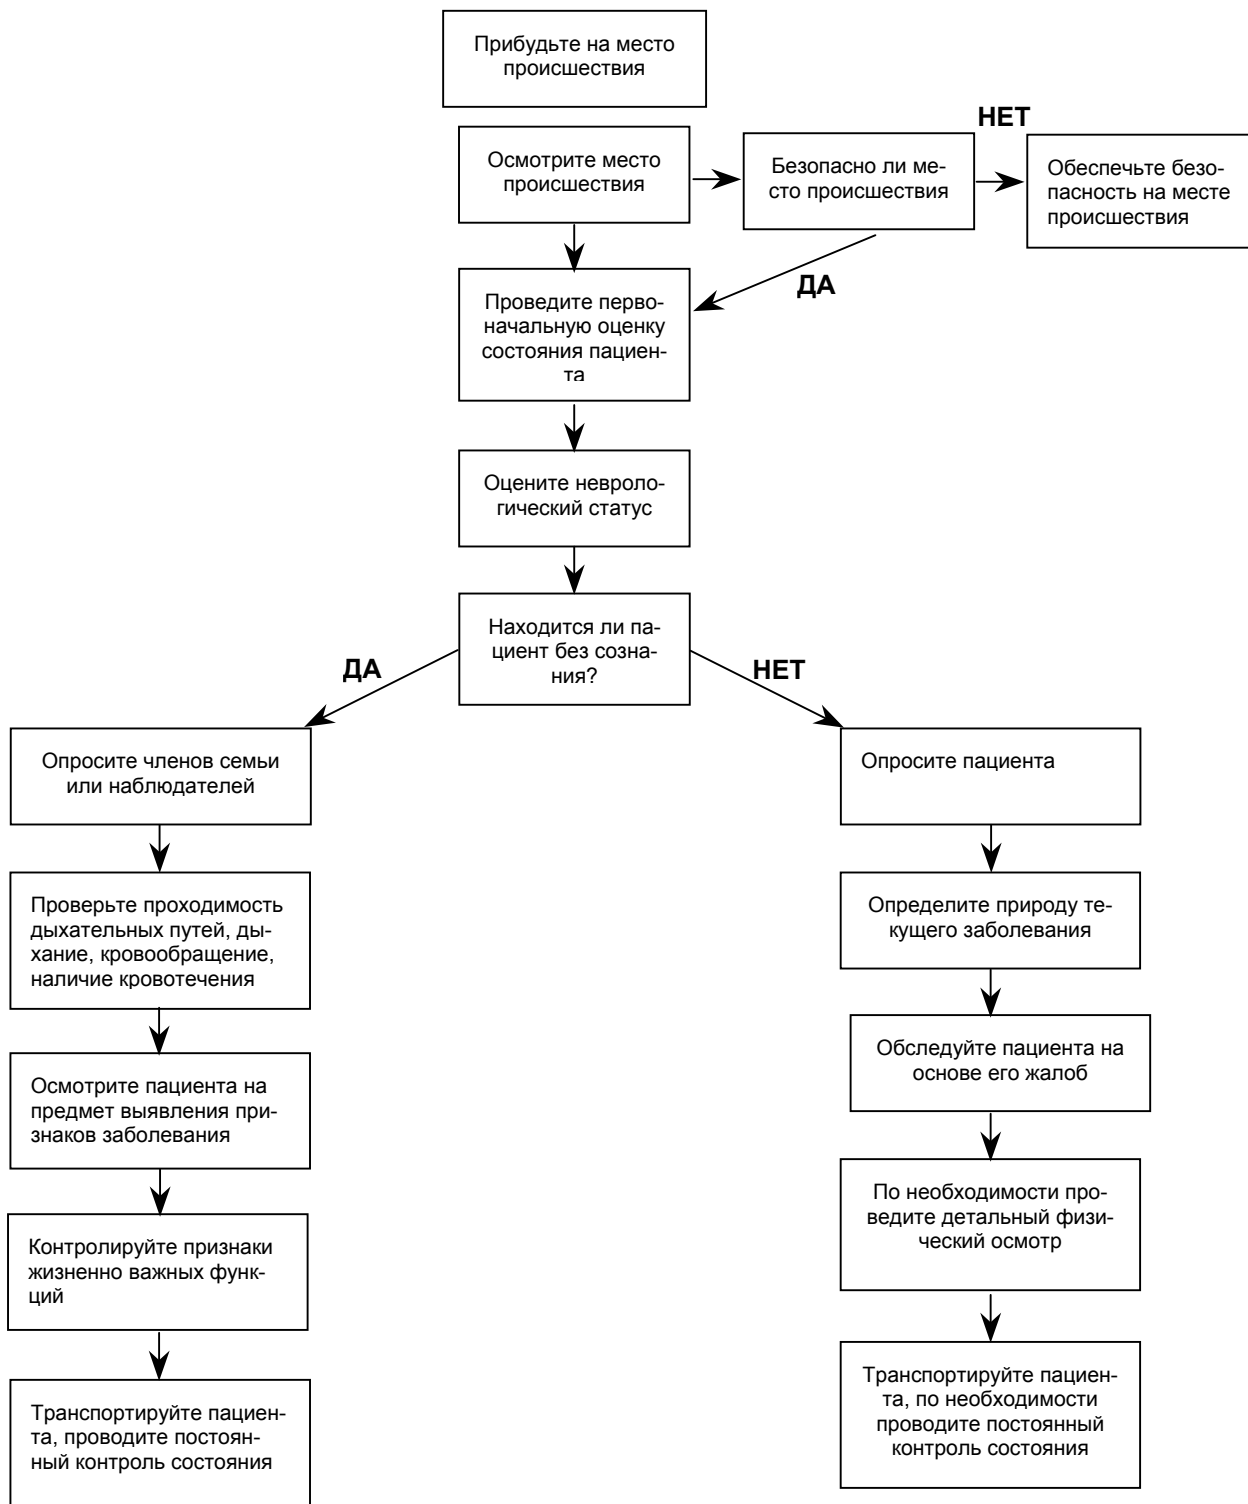 Прибудьте на место
происшествия
НЕТ
Осмотрите место
происшествия
Безопасно ли ме-
сто происшествия
Обеспечьте безо-
пасность на месте
происшествия
ДА
Проведите перво-
начальную оценку
состояния пациен-
та
Оцените невроло-
гический статус
Находится ли па-
циент без созна-
ния?
ДА
НЕТ
Опросите членов семьи
или наблюдателей
Опросите пациента
Проверьте проходимость
дыхательных путей, ды-
хание, кровообращение,
наличие кровотечения
Определите природу те-
кущего заболевания
Осмотрите пациента на
предмет выявления при-
знаков заболевания
Обследуйте пациента на
основе его жалоб
Контролируйте признаки
жизненно важных функ-
ций
По необходимости про-
ведите детальный физи-
ческий осмотр
Транспортируйте пациен-
та, проводите постоян-
ный контроль состояния
Транспортируйте пациен-
та, по необходимости
проводите постоянный
контроль состояния